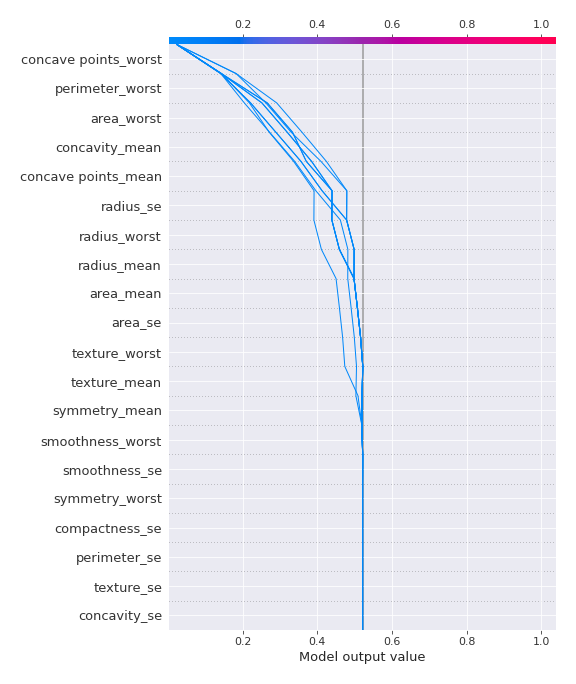 0.2 0.4 0.6 0.8 1.0
concave points_worst
perimeter_worst
area_worst
concavity_mean
concave points_mean
radius_se
radius_worst
radius_mean
area_mean
area_se
texture_worst
texture_mean
symmetry_mean
smoothness_worst
smoothness_se
symmetry_worst
compactness_se
perimeter_se
texture_se
concavity_se
0.2 0.4 0.6 0.8 1.0
Model output value